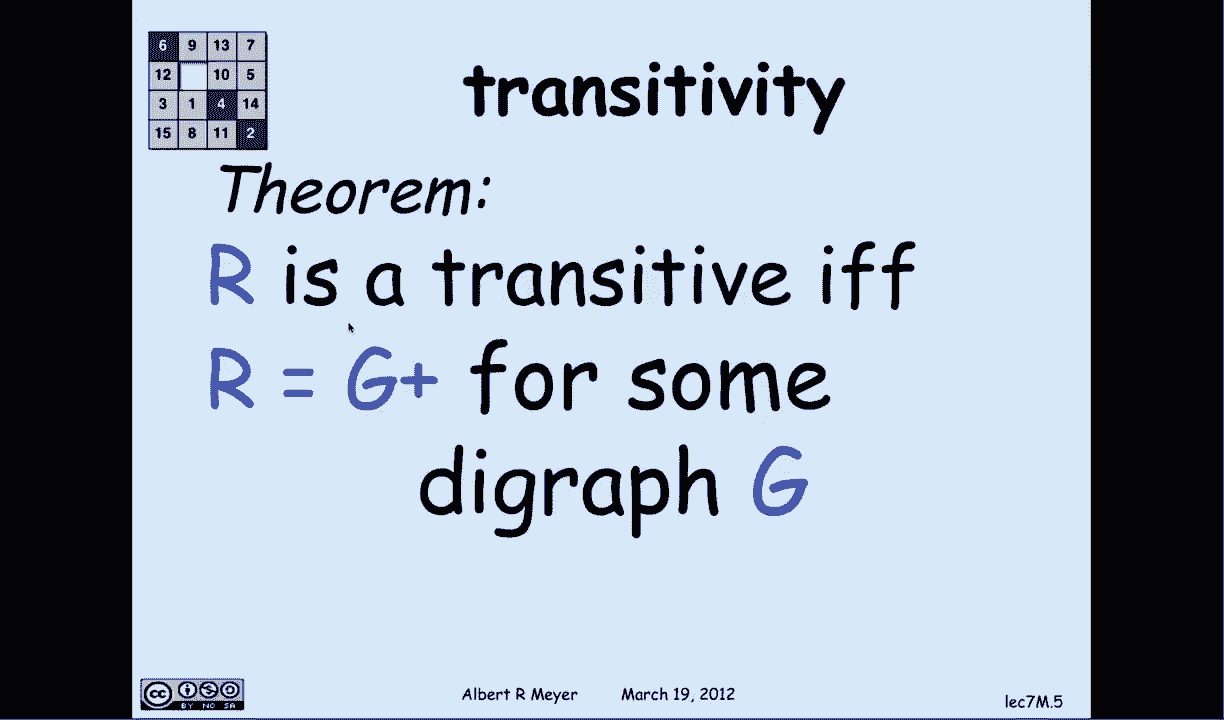 6 9 13 7
12 10 5
3 1 4 14
15 8 11 2
transitivity
Theorem:
R is a transitive iff
R = G+ for some
digraph G
cc
BY NC SA
Albert R Meyer March 19, 2012
lec7M.5